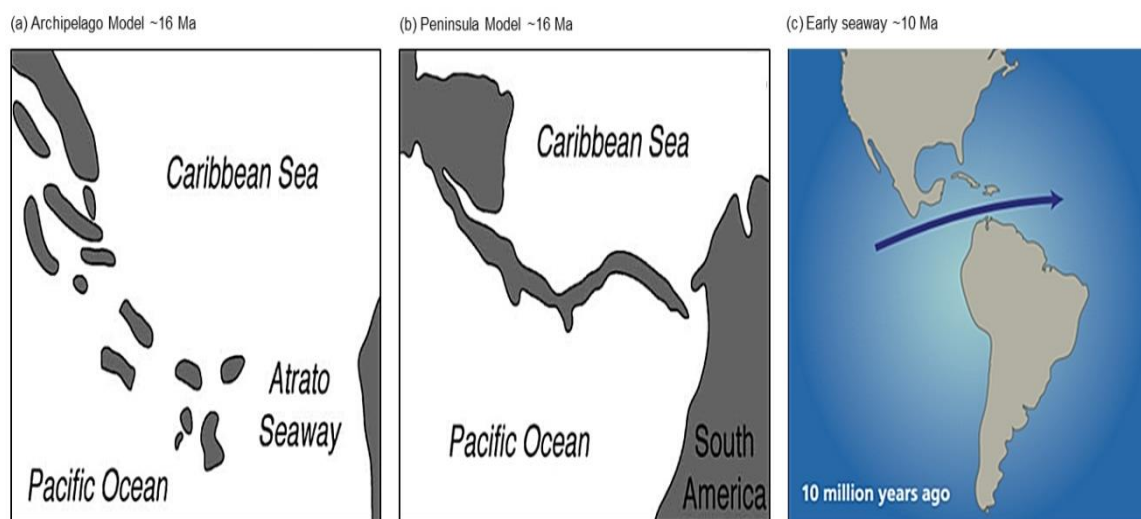 (a) Archipelago Model ~16 Ma
(b) Peninsula Model ~16 Ma
(c) Early seaway ~10 Ma
Caribbean Sea
Atrato
Seaway
Pacific Ocean
Caribbean Sea
Pacific Ocean
South
America
10 million years ago